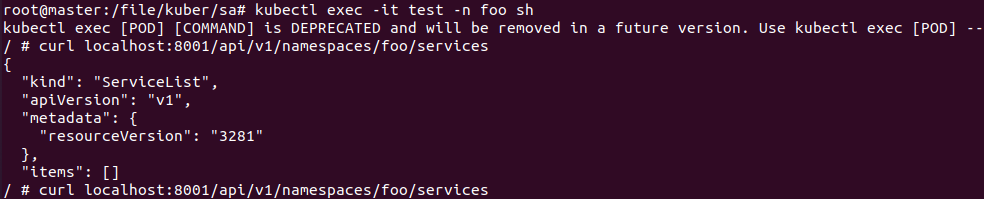 root@master:/file/kuber/sa# kubectl exec -it test -n foo sh
kubectl exec [POD] [COMMAND] is DEPRECATED and will be removed in a future version. Use kubectl exec [POD] --
/ # curl localhost:8001/api/v1/namespaces/foo/services
{
  "kind": "ServiceList",
  "apiVersion": "v1",
  "metadata": {
    "resourceVersion": "3281"
  },
  "items": []
/ # curl localhost:8001/api/v1/namespaces/foo/services